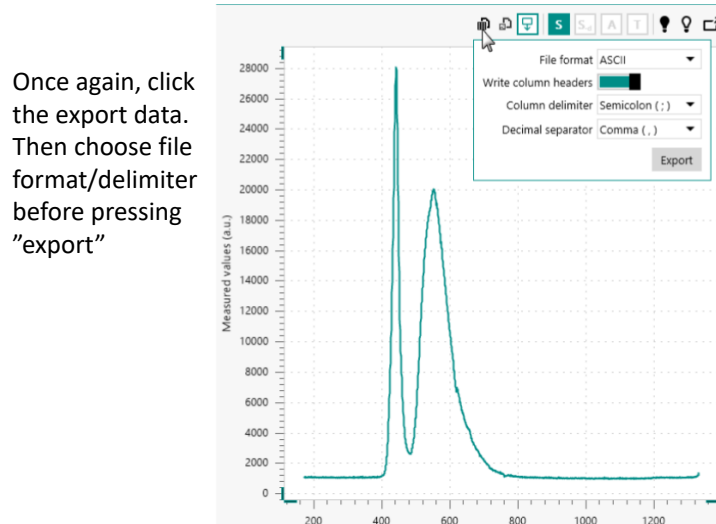 Once again, click
the export data.
Then choose file
format/delimiter
before pressing
”export”
S S A T
File format ASCII
Write column headers
Column delimiter Semicolon ( ; )
Decimal separator Comma ( , )
Export
Measured values (a.u.)
28000
26000
24000
22000
20000
18000
16000
14000
12000
10000
8000
6000
4000
2000
0
200 400 600 800 1000 1200